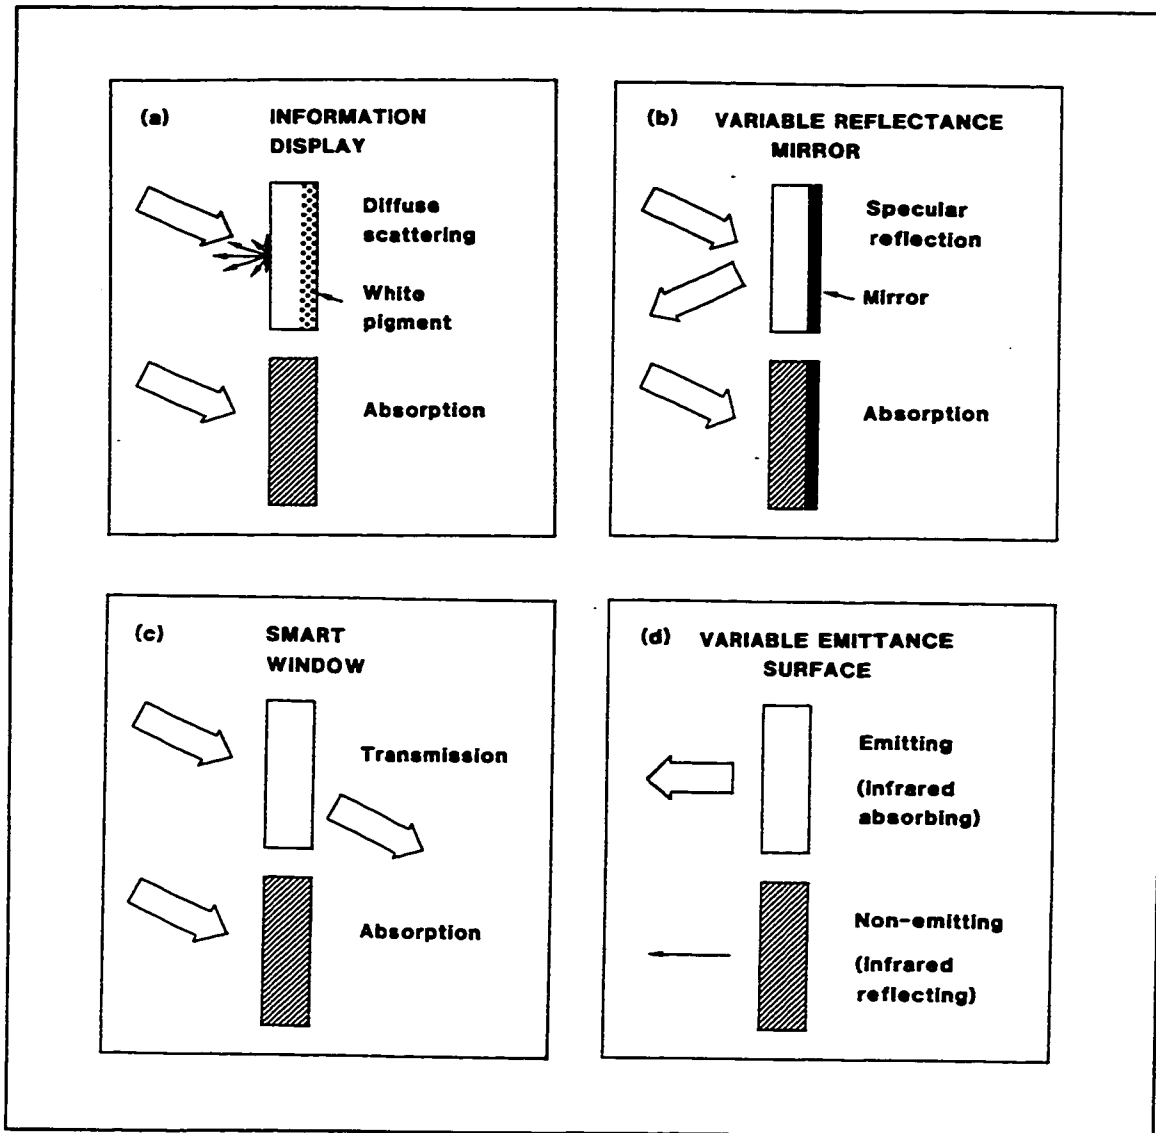 (a) INFORMATION
DISPLAY
Diffuse
scattering
White
pigment
Absorption
(b) VARIABLE REFLECTANCE
MIRROR
Specular
reflection
Mirror
Absorption
(c) SMART
WINDOW
Transmission
Absorption
(d) VARIABLE EMITTANCE
SURFACE
Emitting
(infrared
absorbing)
Non-emitting
(infrared
reflecting)